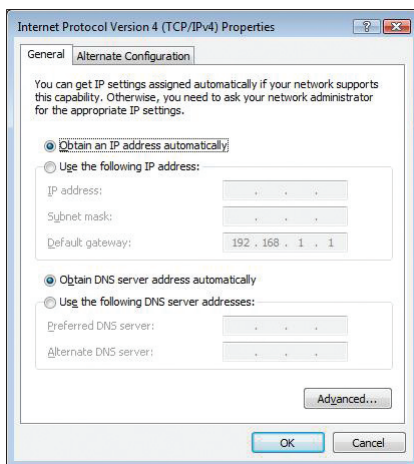 Internet Protocol Version 4 (TCP/IPv4) Properties
General
Alternate Configuration
You can get IP settings assigned automatically if your network supports
this capability. Otherwise, you need to ask your network administrator
for the appropriate IP settings.
Obtain an IP address automatically
Use the following IP address:
IP address:
Subnet mask:
Default gateway: 192 . 168 . 1 . 1
Obtain DNS server address automatically
Use the following DNS server addresses:
Preferred DNS server:
Alternate DNS server:
Advanced...
OK
Cancel